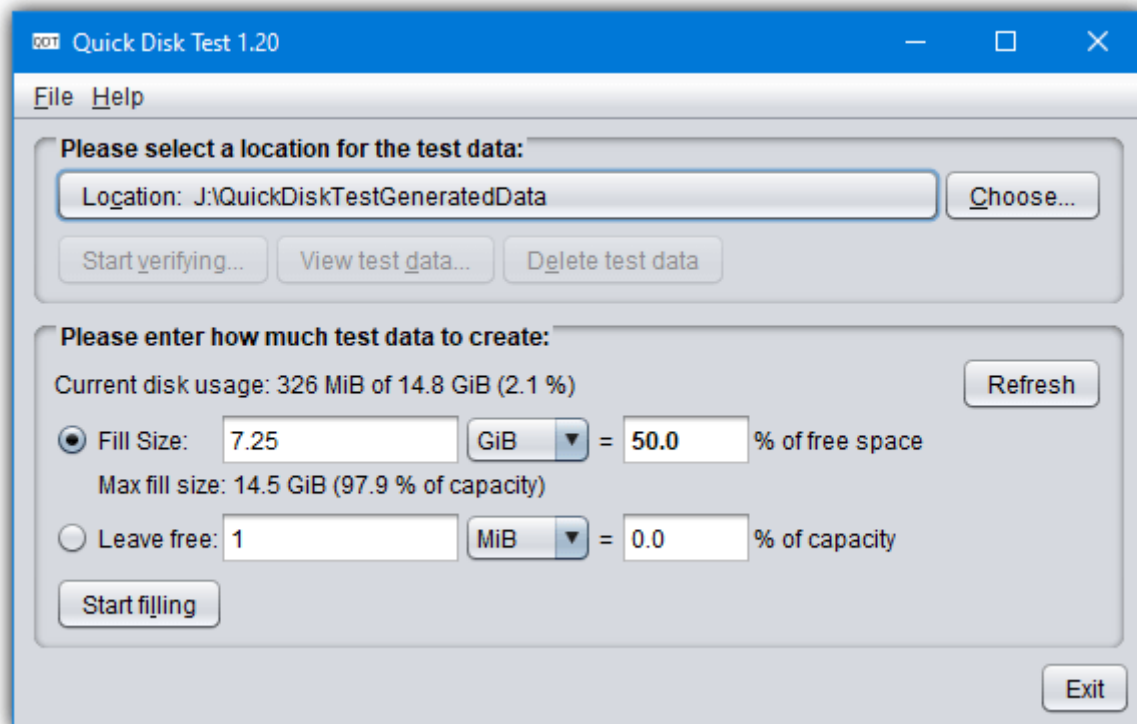 QDT Quick Disk Test 1.20
File Help
Please select a location for the test data:
Location: J:\QuickDiskTestGeneratedData Choose...
Start verifying... View test data... Delete test data
Please enter how much test data to create:
Current disk usage: 326 MiB of 14.8 GiB (2.1 %) Refresh
Fill Size: 7.25 GiB = 50.0 % of free space
Max fill size: 14.5 GiB (97.9 % of capacity)
Leave free: 1 MiB = 0.0 % of capacity
Start filling
Exit